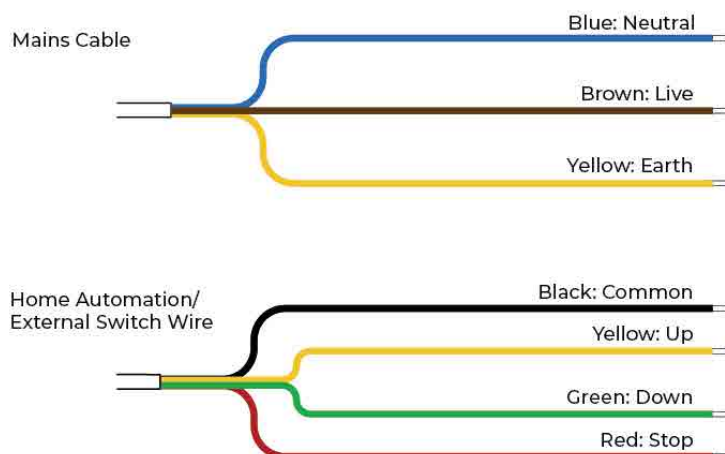 Blue: Neutral
Mains Cable
Brown: Live
Yellow: Earth
Black: Common
Home Automation/
External Switch Wire
Yellow: Up
Green: Down
Red: Stop